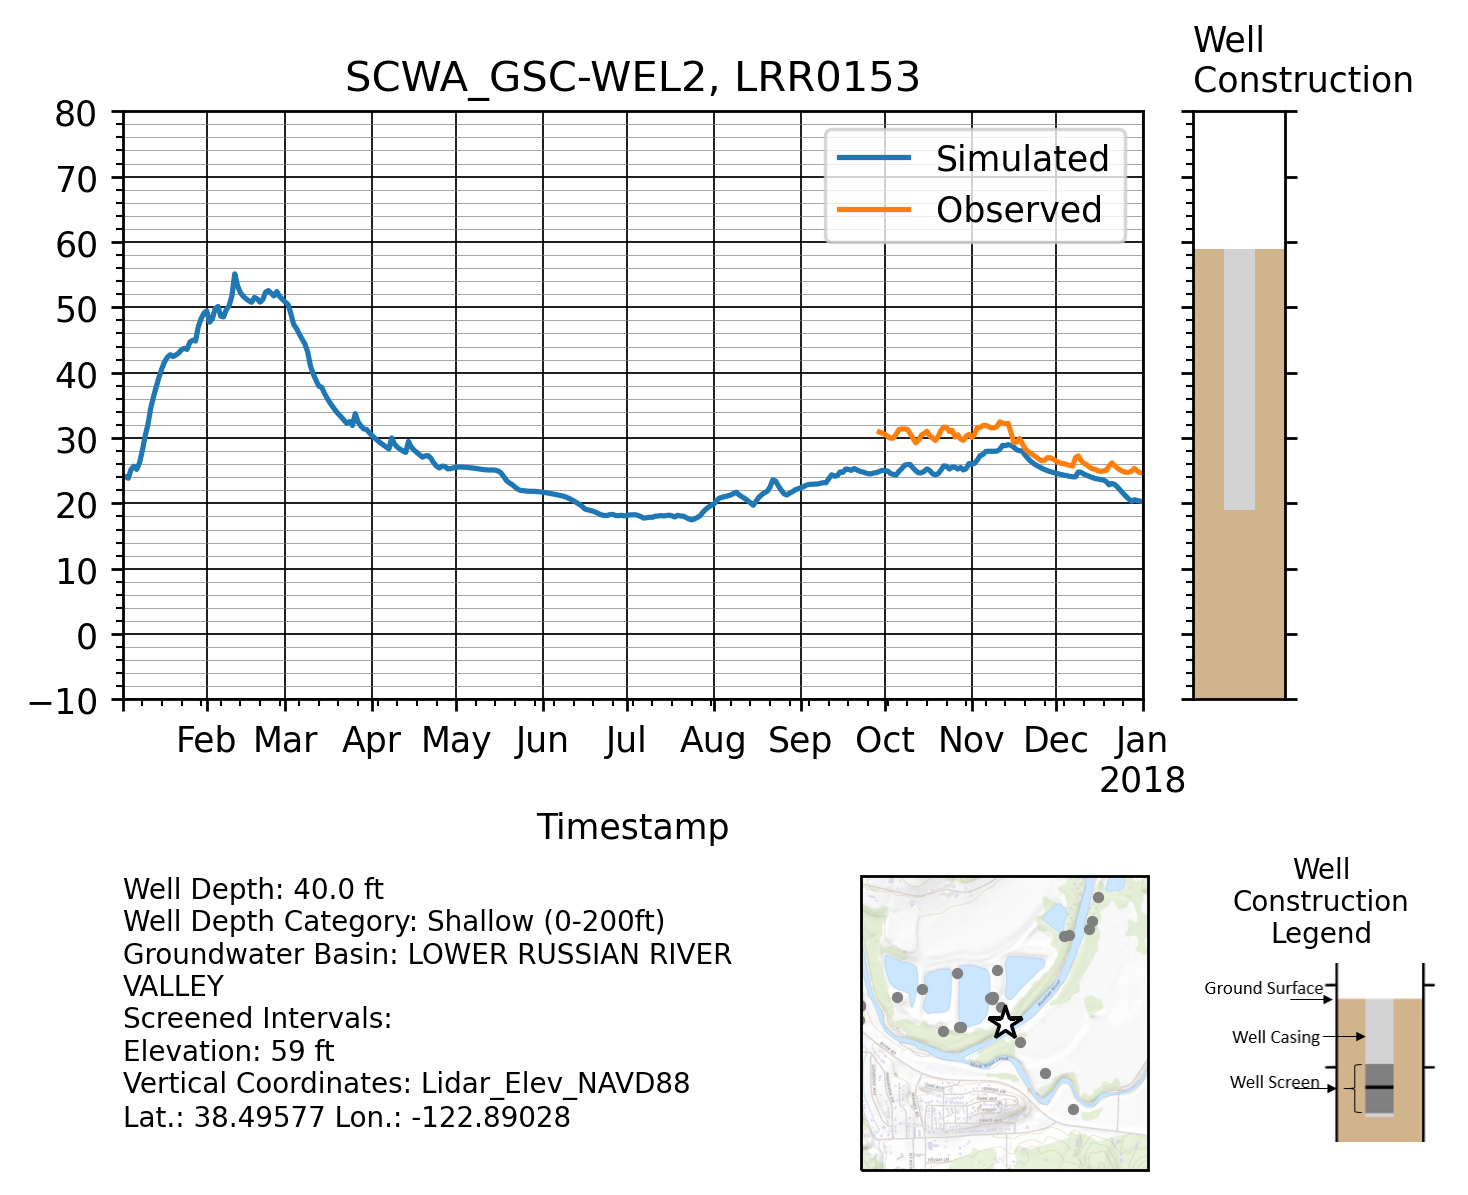 Well
Construction
SCWA_GSC-WEL2, LRR0153
Simulated
Observed
80
70
60
50
40
30
20
10
0
−10
Feb Mar Apr May Jun Jul Aug Sep Oct Nov Dec Jan
2018
Timestamp
Well Depth: 40.0 ft
Well Depth Category: Shallow (0-200ft)
Groundwater Basin: LOWER RUSSIAN RIVER
VALLEY
Screened Intervals:
Elevation: 59 ft
Vertical Coordinates: Lidar_Elev_NAVD88
Lat.: 38.49577 Lon.: -122.89028
Well
Construction
Legend
Ground Surface
Well Casing
Well Screen